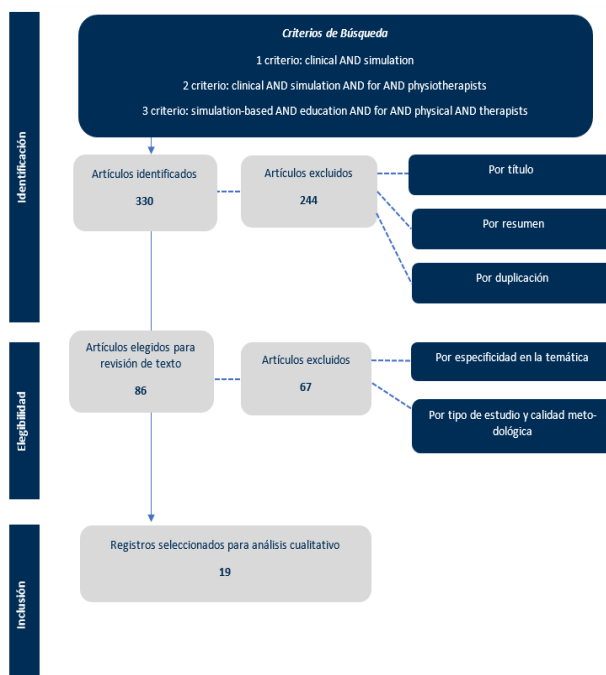 Identificación
Criterios de Búsqueda
1 criterio: clinical AND simulation
2 criterio: clinical AND simulation AND for AND physiotherapists
3 criterio: simulation-based AND education AND for AND physical AND therapists
Artículos identificados
330
Artículos excluidos
244
Por título
Por resumen
Por duplicación
Elegibilidad
Artículos elegidos para
revisión de texto
86
Artículos excluidos
67
Por especificidad en la temática
Por tipo de estudio y calidad meto-
dológica
Inclusión
Registros seleccionados para análisis cualitativo
19